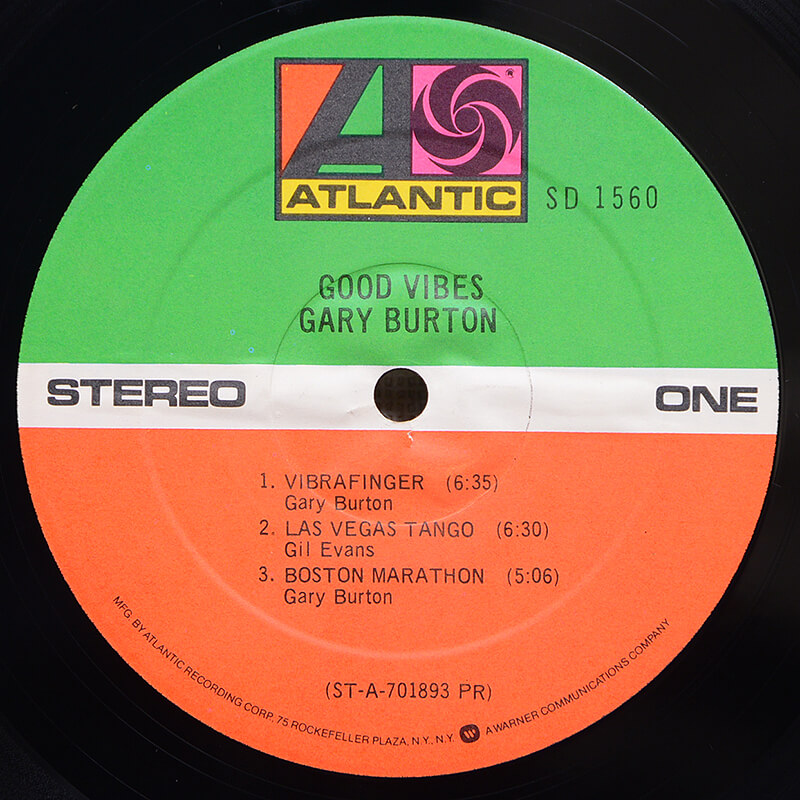 ATLANTIC
®
SD 1560
GOOD VIBES
GARY BURTON
STEREO
ONE
1. VIBRAFINGER (6:35)
Gary Burton
2. LAS VEGAS TANGO (6:30)
Gil Evans
3. BOSTON MARATHON (5:06)
Gary Burton
(ST-A-701893 PR)
MFG. BY ATLANTIC RECORDING CORP. 75 ROCKEFELLER PLAZA, N.Y., N.Y. W A WARNER COMMUNICATIONS COMPANY